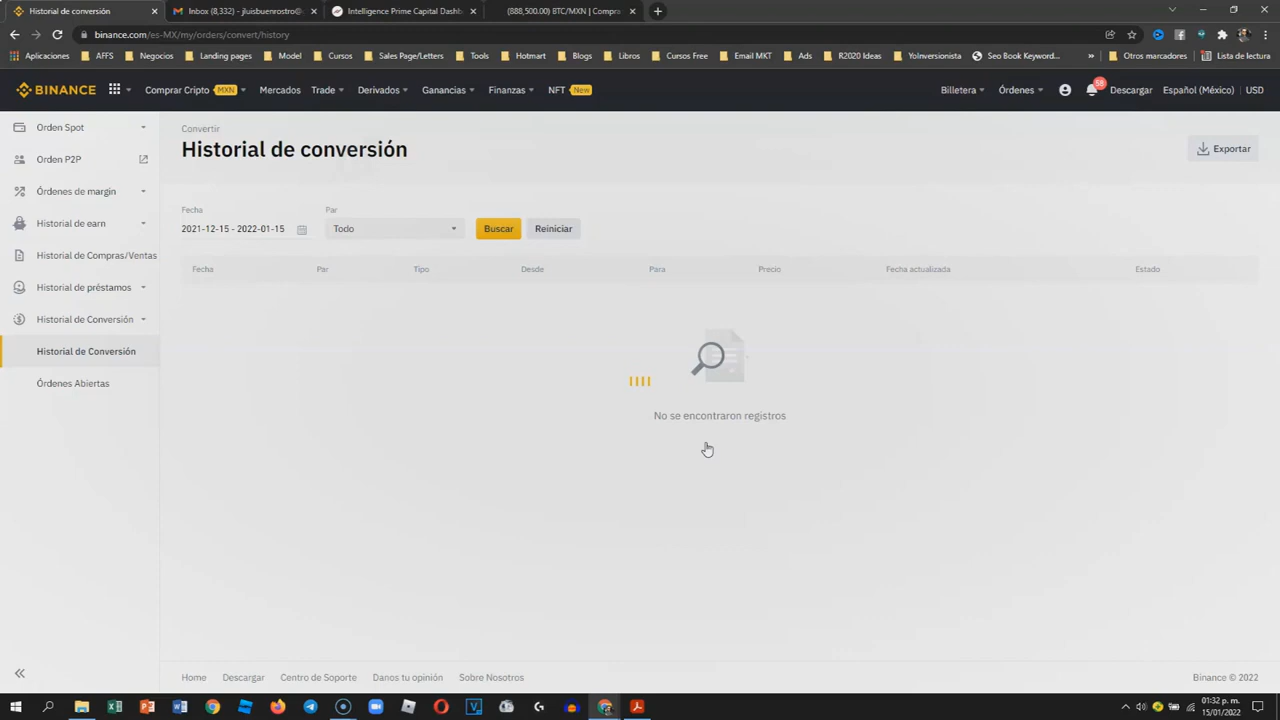 Historial de conversión
Inbox (8,332) - jluisbuenrostro@
Intelligence Prime Capital Dashb
(888,500.00) BTC/MXN | Compra
binance.com/es-MX/my/orders/convert/history
Aplicaciones
AFFS
Negocios
Landing pages
Model
Cursos
Sales Page/Letters
Tools
Hotmart
Blogs
Libros
Cursos Free
Email MKT
Ads
R2020 Ideas
YoInversionista
Seo Book Keyword...
Otros marcadores
Lista de lectura
BINANCE
Comprar Cripto MXN
Mercados
Trade
Derivados
Ganancias
Finanzas
NFT New
Billetera
Órdenes
58
Descargar
Español (México)
USD
Orden Spot
Orden P2P
Órdenes de margin
Historial de earn
Historial de Compras/Ventas
Historial de préstamos
Historial de Conversión
Historial de Conversión
Órdenes Abiertas
Convertir
Historial de conversión
Exportar
Fecha
Par
2021-12-15 - 2022-01-15
Todo
Buscar
Reiniciar
Fecha
Par
Tipo
Desde
Para
Precio
Fecha actualizada
Estado
No se encontraron registros
Home
Descargar
Centro de Soporte
Danos tu opinión
Sobre Nosotros
Binance © 2022
01:32 p. m.
15/01/2022